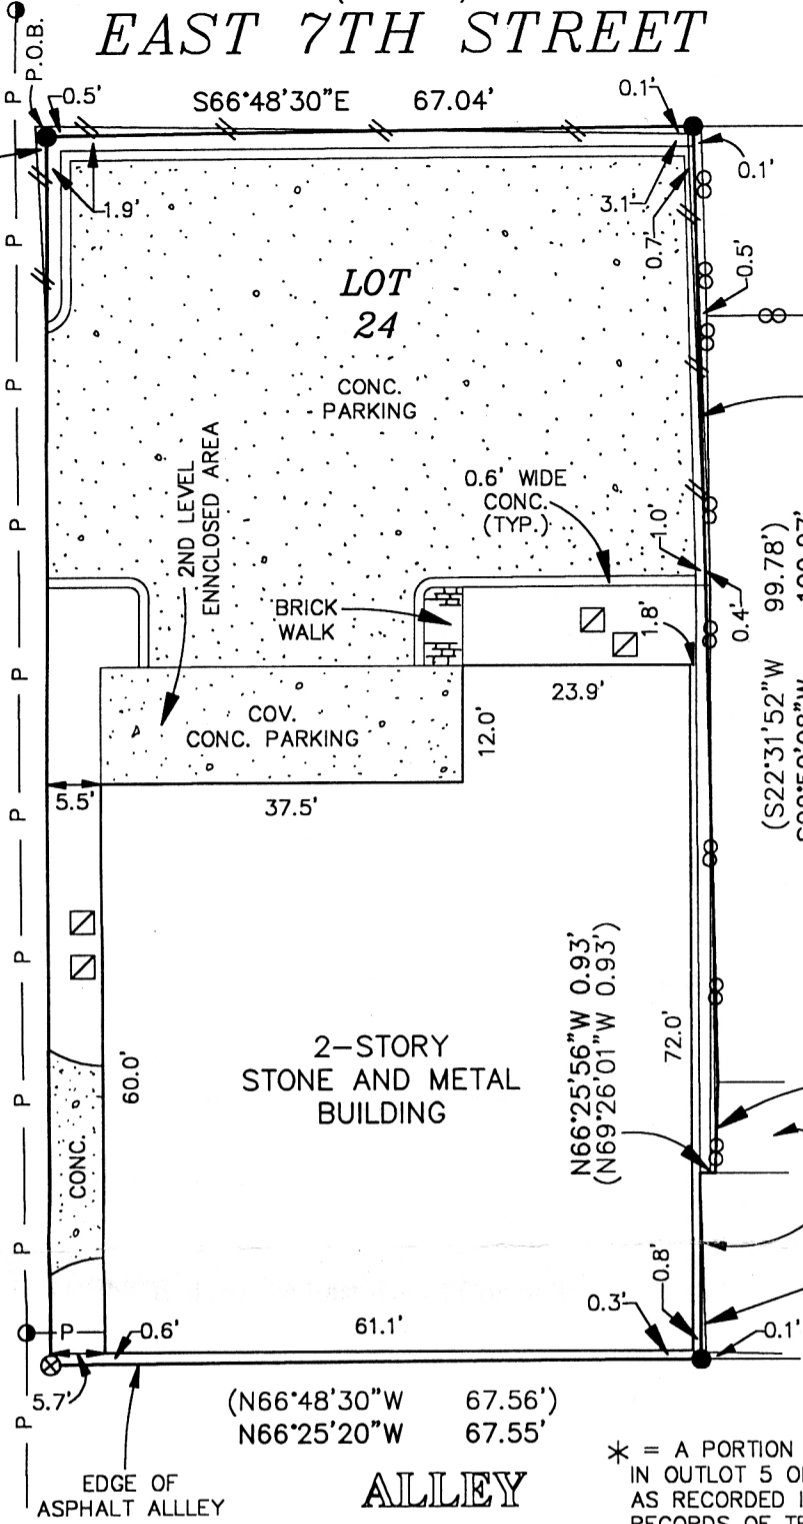 EAST 7TH STREET
P.O.B.
P
0.5'
S66°48'30"E 67.04'
0.1'
0.1'
1.9'
3.1'
0.7'
0.5'
P
LOT
24
P
CONC.
PARKING
2ND LEVEL
ENNCLOSED AREA
0.6' WIDE
CONC.
(TYP.)
P
1.0'
0.4'
(S22°31'52"W 99.78')
BRICK
WALK
1.8'
P
23.9'
COV.
CONC. PARKING
12.0'
5.5'
37.5'
P
P
N66°25'56"W 0.93'
(N69°26'01"W 0.93')
72.0'
2-STORY
STONE AND METAL
BUILDING
60.0'
P
CONC.
P
0.8'
0.3'
P
0.6'
61.1'
0.1'
5.7'
P
(N66°48'30"W 67.56')
N66°25'20"W 67.55'
EDGE OF
ASPHALT ALLLEY
ALLEY
* = A PORTION
IN OUTLOT 5
AS RECORDED